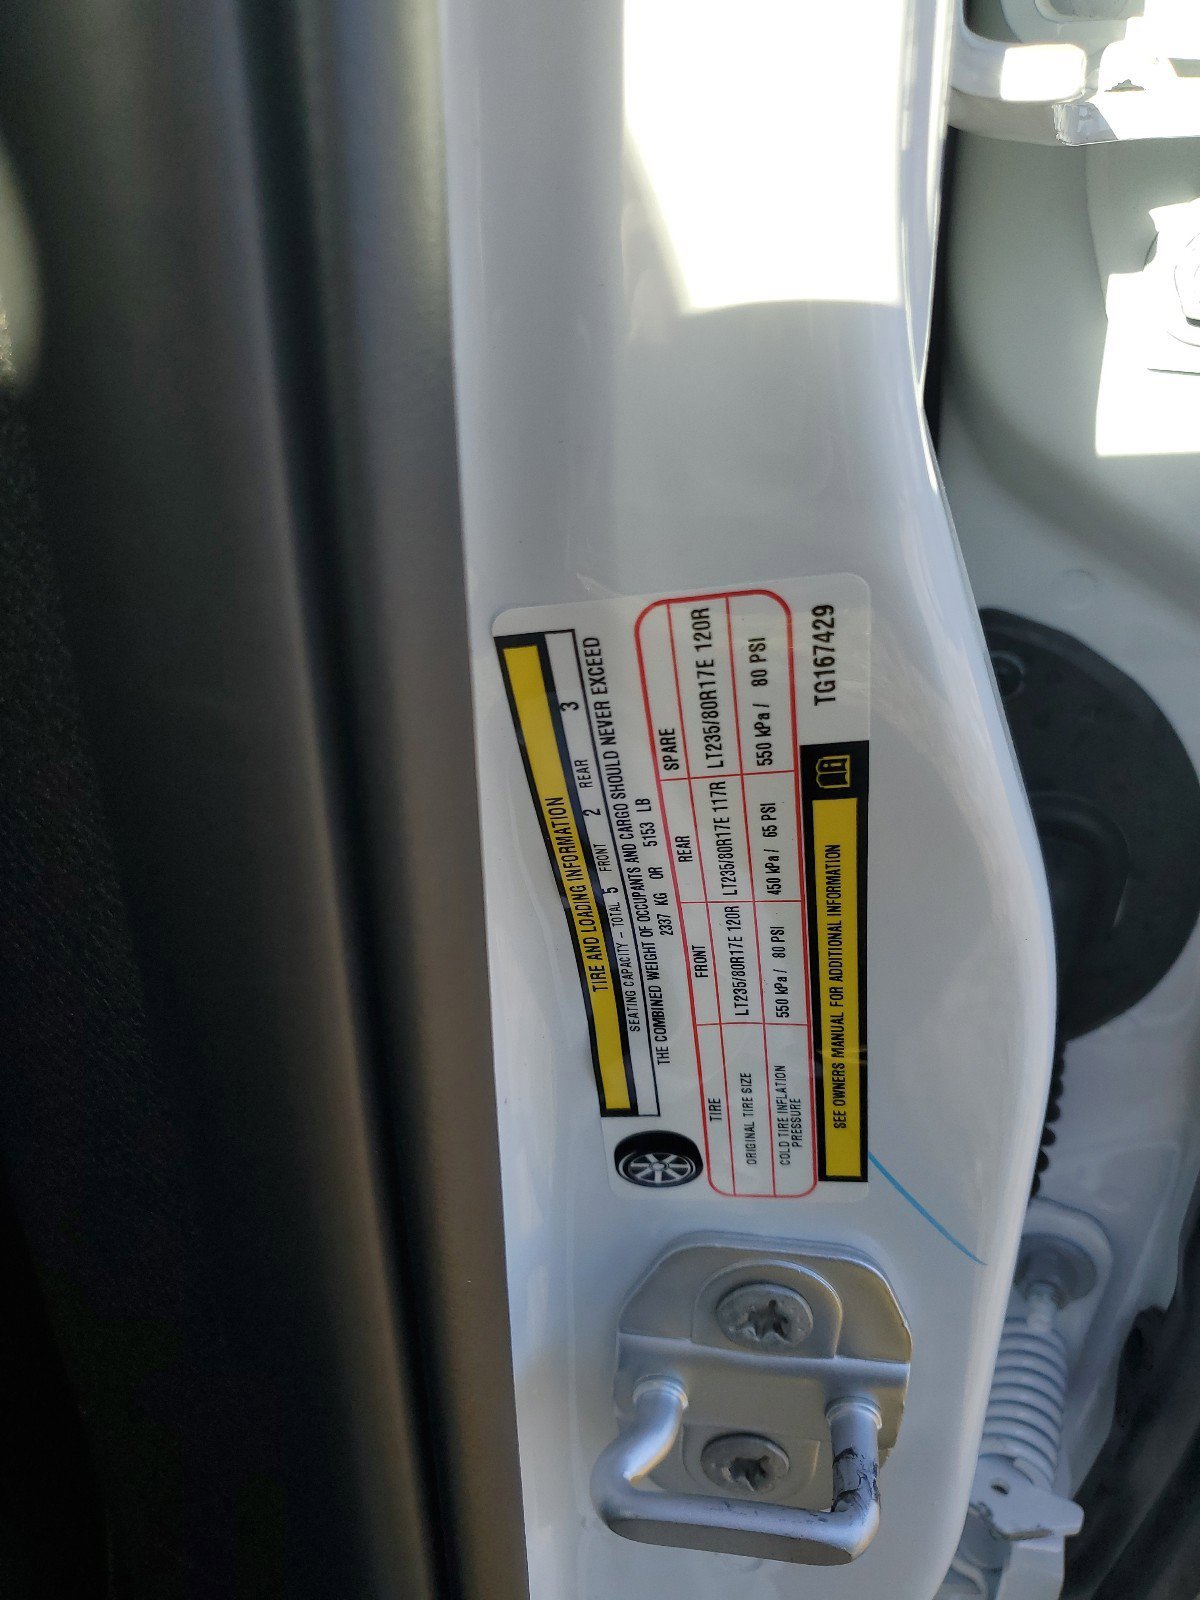 TIRE AND LOADING INFORMATION
SEATING CAPACITY - TOTAL 5 FRONT 2 REAR 3
THE COMBINED WEIGHT OF OCCUPANTS AND CARGO SHOULD NEVER EXCEED
2337 KG OR 5153 LB
TIRE FRONT REAR SPARE
ORIGINAL TIRE SIZE LT235/80R17E 120R LT235/80R17E 117R LT235/80R17E 120R
COLD TIRE INFLATION PRESSURE 550 kPa / 80 PSI 450 kPa / 65 PSI 550 kPa / 80 PSI
SEE OWNERS MANUAL FOR ADDITIONAL INFORMATION
TG167429